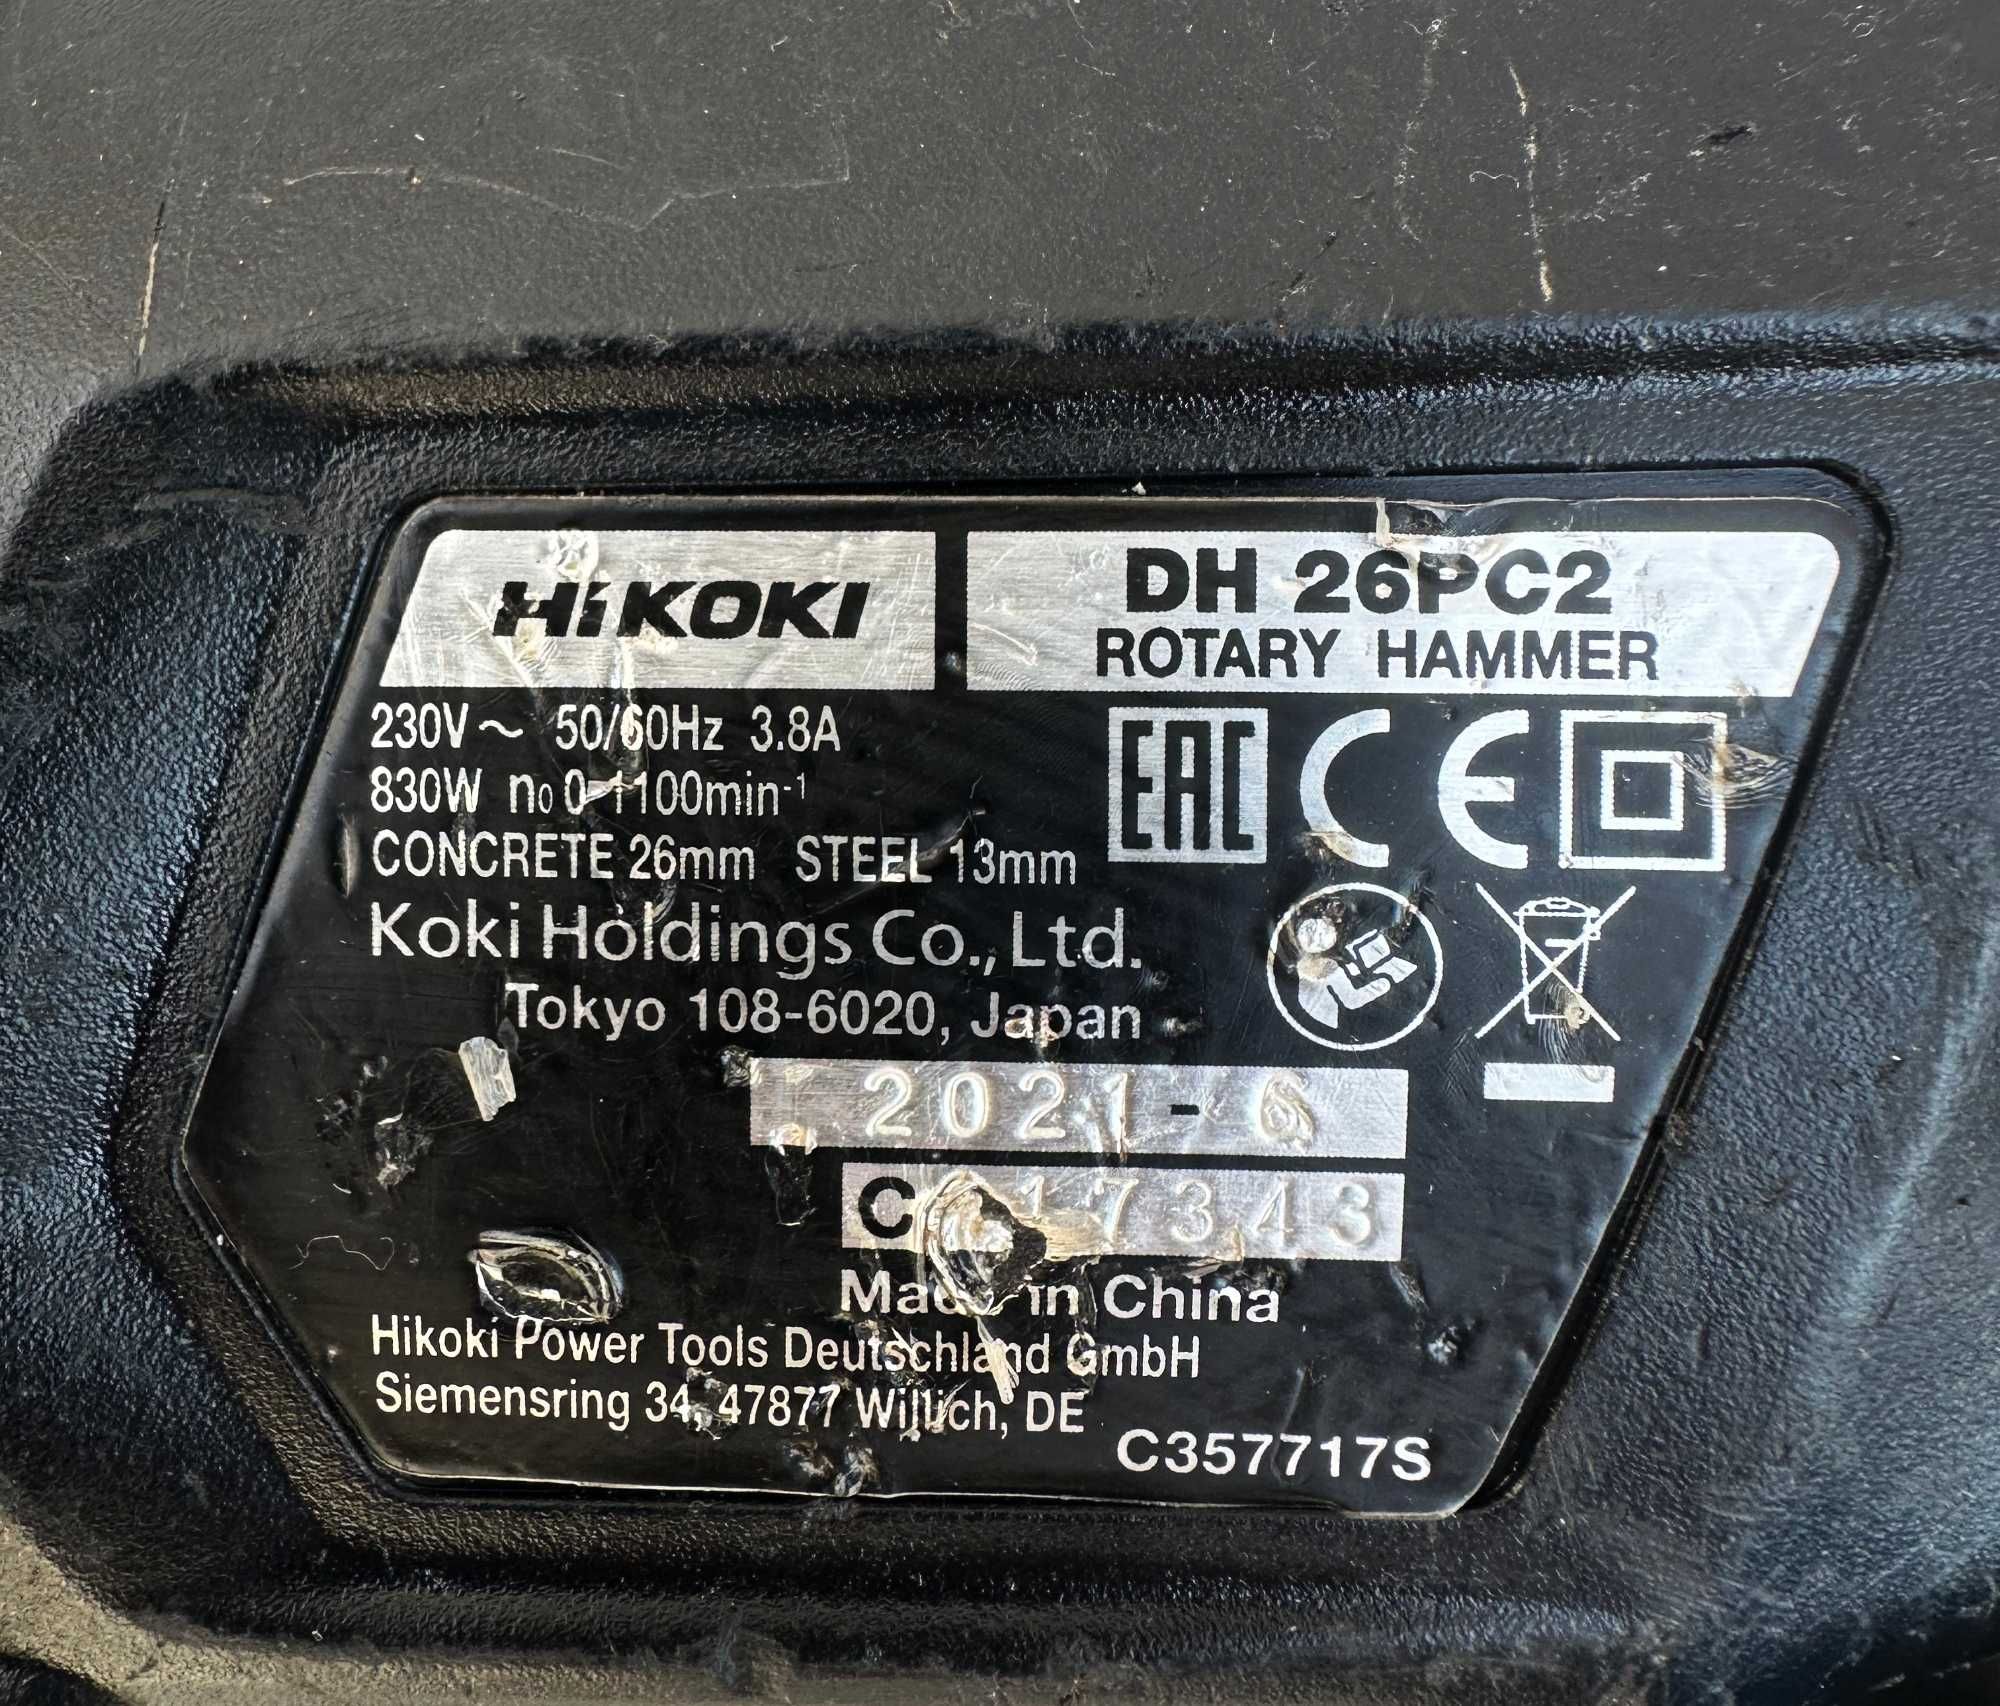 HiKOKI
DH 26PC2
ROTARY HAMMER
230V～ 50/60Hz 3.8A
830W n₀ 0-1100min⁻¹
CONCRETE 26mm STEEL 13mm
EAC CE
Koki Holdings Co., Ltd.
Tokyo 108-6020, Japan
2021-6
Made in China
Hikoki Power Tools Deutschland GmbH
Siemensring 34, 47877 Willich, DE
C357717S